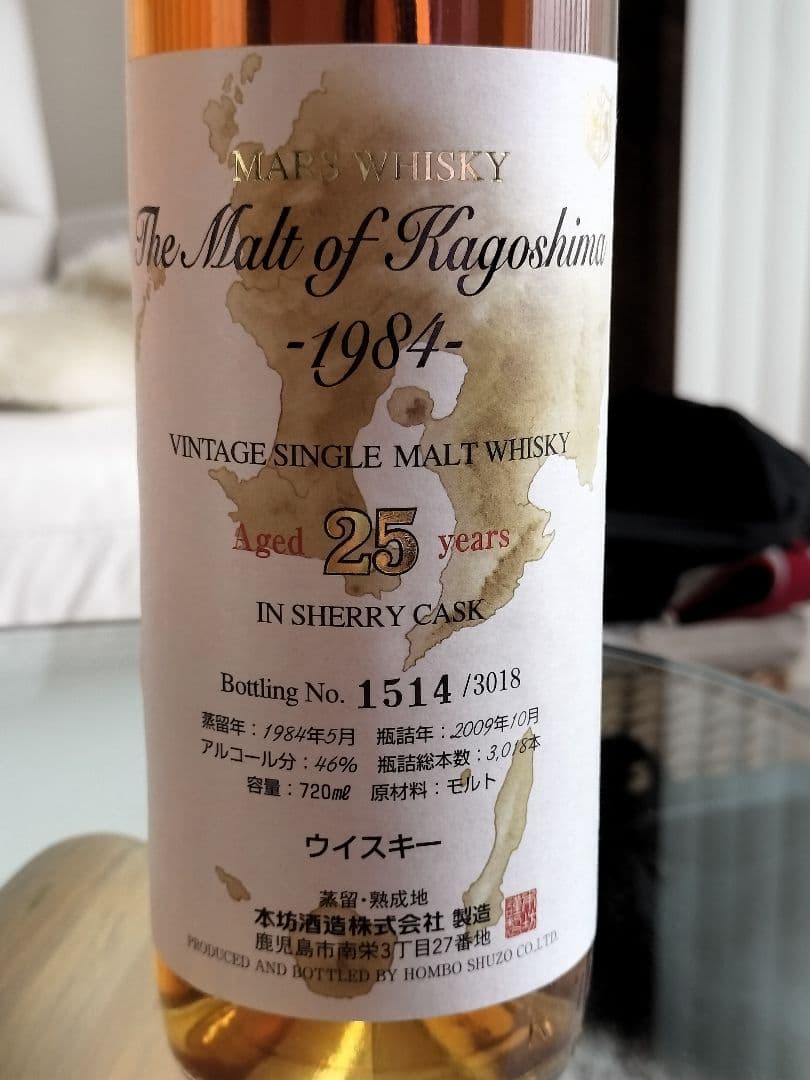 MARS WHISKY
The Malt of Kagoshima
-1984-
VINTAGE SINGLE MALT WHISKY
Aged 25 years
IN SHERRY CASK
Bottling No. 1514 /3018
蒸留年：1984年5月 瓶詰年：2009年10月
アルコール分：46% 瓶詰総本数：3,018本
容量：720㎖ 原材料：モルト
ウイスキー
蒸留・熟成地
本坊酒造株式会社 製造
鹿児島市南栄3丁目27番地
PRODUCED AND BOTTLED BY HOMBO SHUZO CO.,LTD.